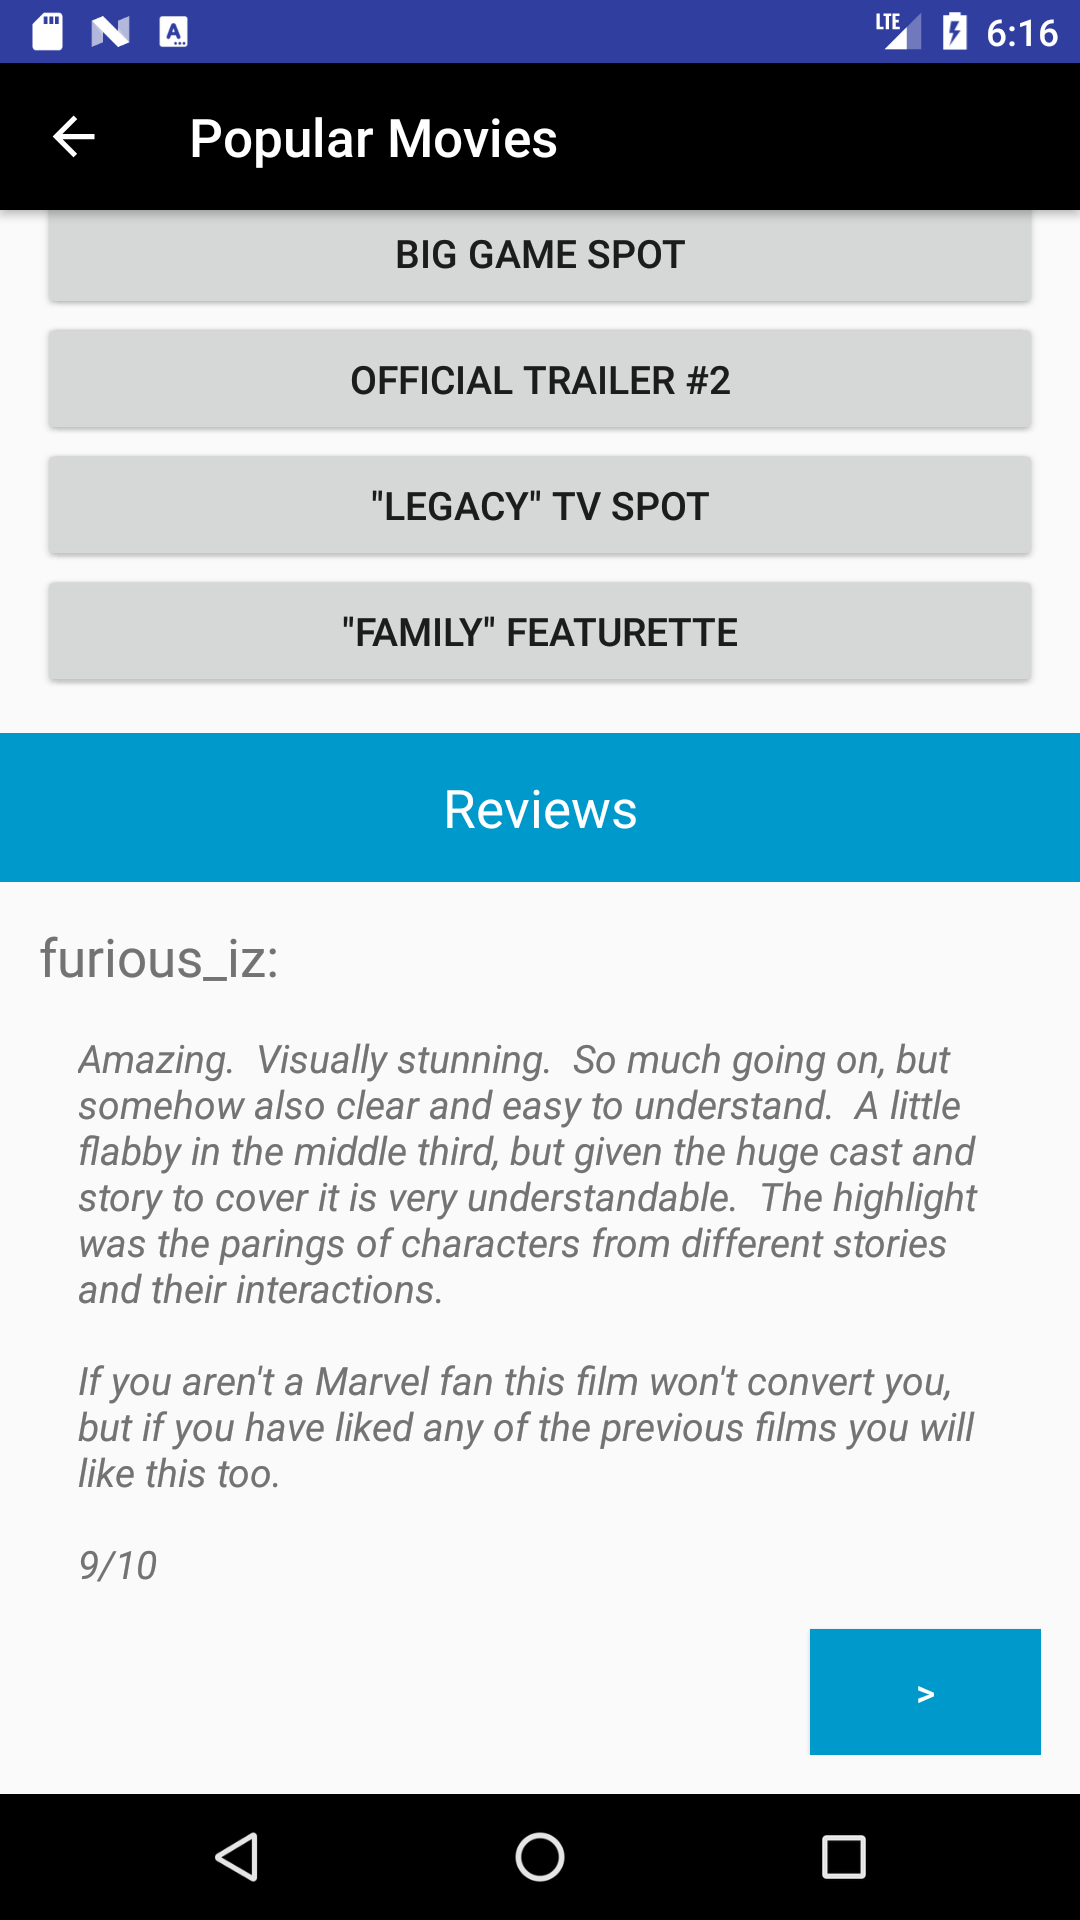 LTE 6:16
Popular Movies
BIG GAME SPOT
OFFICIAL TRAILER #2
"LEGACY" TV SPOT
"FAMILY" FEATURETTE
Reviews
furious_iz:
Amazing.  Visually stunning.  So much going on, but
somehow also clear and easy to understand.  A little
flabby in the middle third, but given the huge cast and
story to cover it is very understandable.  The highlight
was the parings of characters from different stories
and their interactions.
If you aren't a Marvel fan this film won't convert you,
but if you have liked any of the previous films you will
like this too.
9/10
>